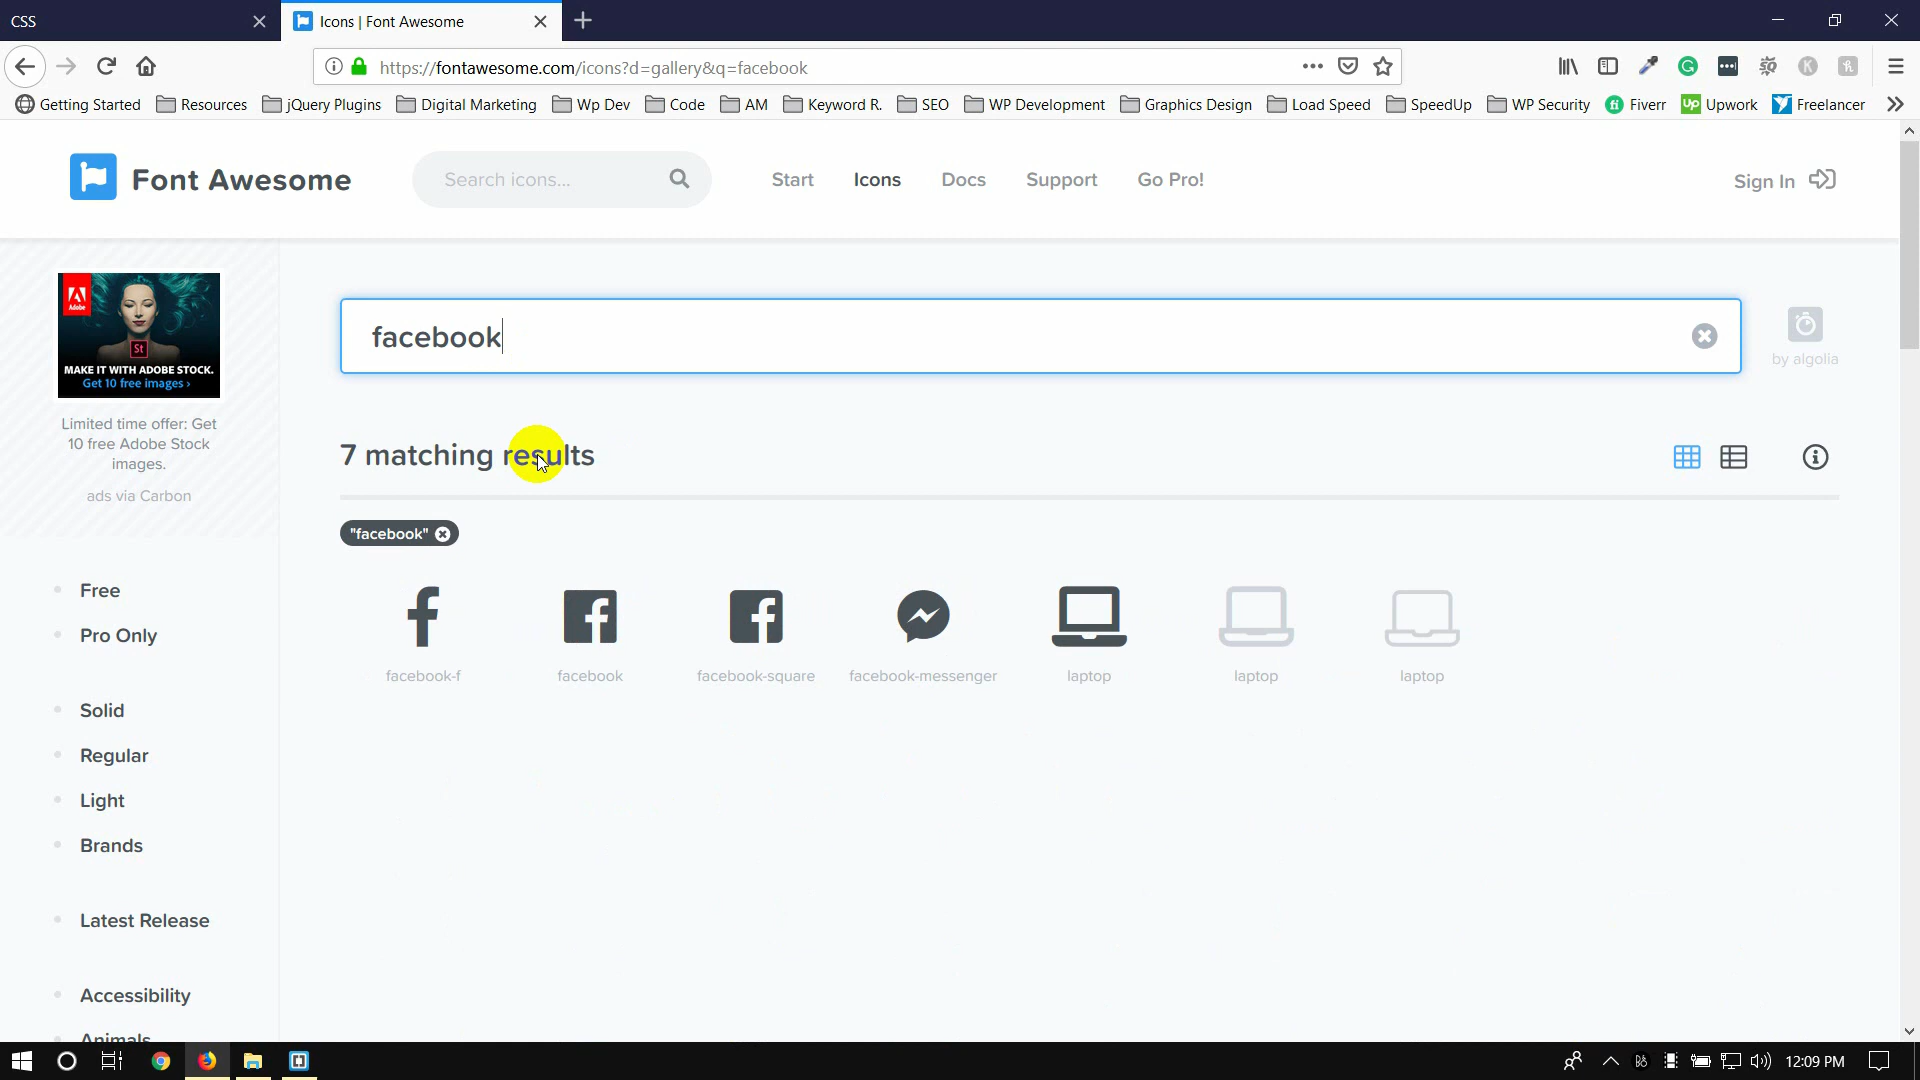 CSS
Icons | Font Awesome
https://fontawesome.com/icons?d=gallery&q=facebook
Getting Started Resources jQuery Plugins Digital Marketing Wp Dev Code AM Keyword R. SEO WP Development Graphics Design Load Speed SpeedUp WP Security Fiverr Upwork Freelancer
Font Awesome
Search icons...
Start Icons Docs Support Go Pro!
Sign In
Adobe
St
MAKE IT WITH ADOBE STOCK.
Get 10 free images ›
Limited time offer: Get
10 free Adobe Stock
images.
ads via Carbon
facebook
by algolia
7 matching results
"facebook"
facebook-f facebook facebook-square facebook-messenger laptop laptop laptop
Free
Pro Only
Solid
Regular
Light
Brands
Latest Release
Accessibility
Animals
12:09 PM